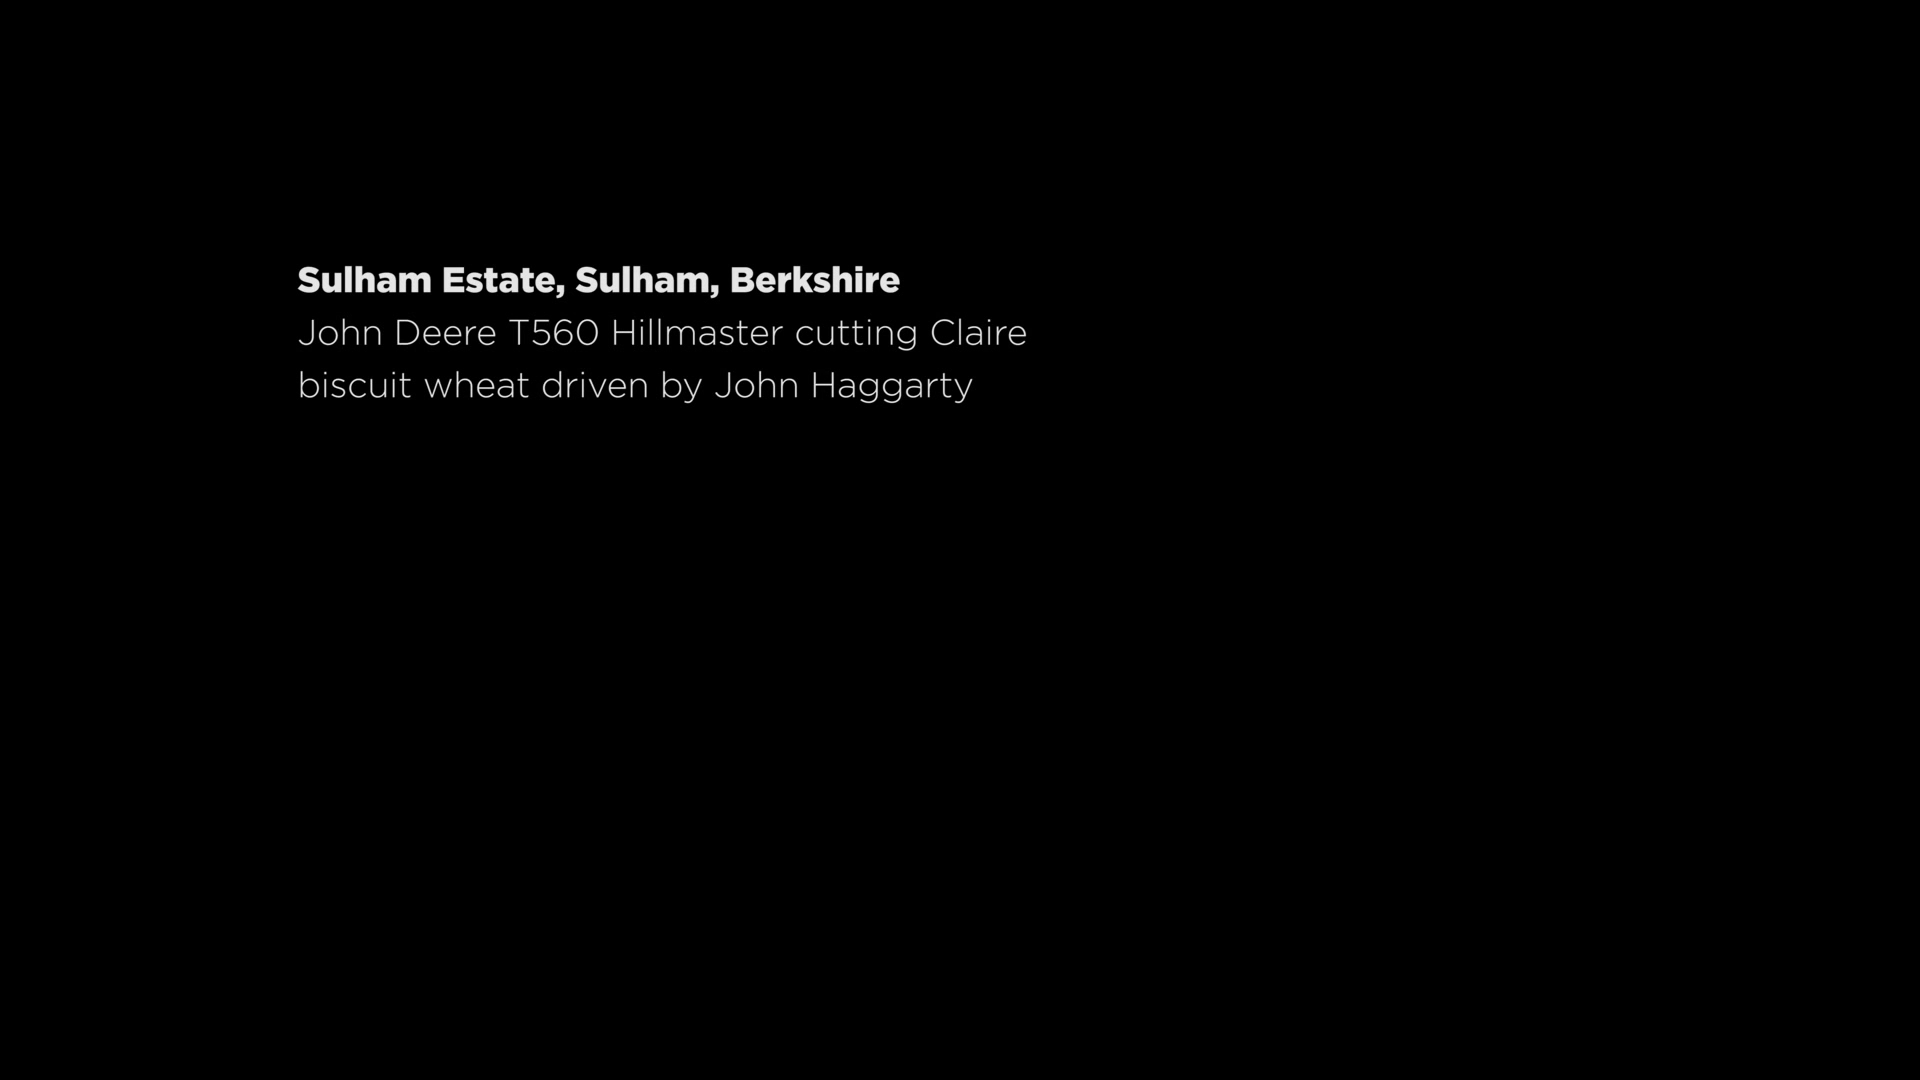 Sulham Estate, Sulham, Berkshire
John Deere T560 Hillmaster cutting Claire
biscuit wheat driven by John Haggarty